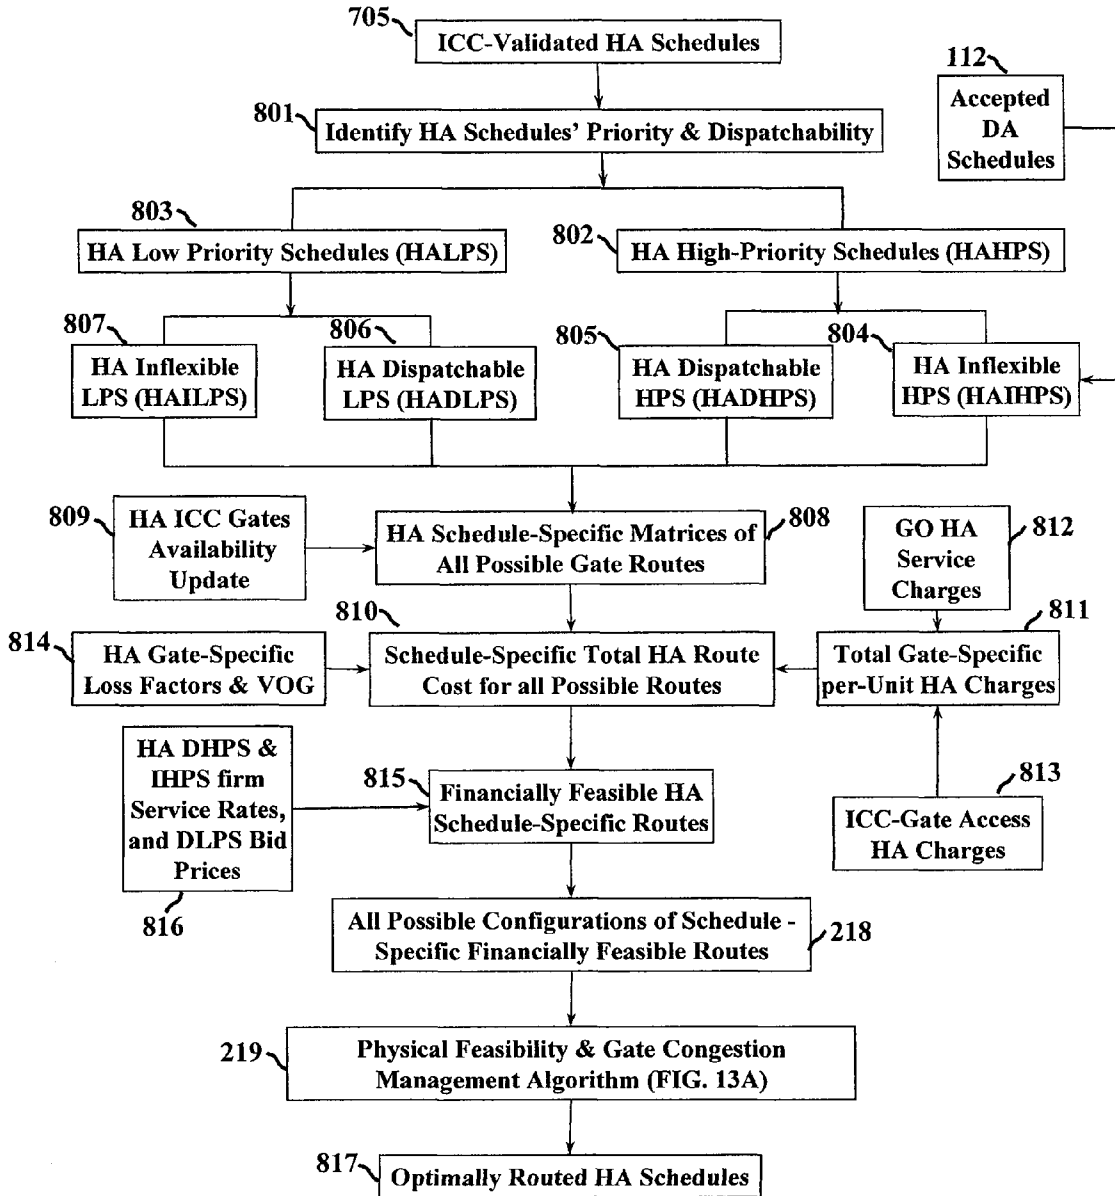 705
ICC-Validated HA Schedules
112
Accepted
DA
Schedules
801
Identify HA Schedules' Priority & Dispatchability
803
HA Low Priority Schedules (HALPS)
802
HA High-Priority Schedules (HAHPS)
807
HA Inflexible
LPS (HAILPS)
806
HA Dispatchable
LPS (HADLPS)
805
HA Dispatchable
HPS (HADHPS)
804
HA Inflexible
HPS (HAIHPS)
809
HA ICC Gates
Availability
Update
HA Schedule-Specific Matrices of
All Possible Gate Routes
808
GO HA
Service
Charges
812
814
HA Gate-Specific
Loss Factors & VOG
810
Schedule-Specific Total HA Route
Cost for all Possible Routes
811
Total Gate-Specific
per-Unit HA Charges
HA DHPS &
IHPS firm
Service Rates,
and DLPS Bid
Prices
816
815
Financially Feasible HA
Schedule-Specific Routes
813
ICC-Gate Access
HA Charges
All Possible Configurations of Schedule -
Specific Financially Feasible Routes
218
219
Physical Feasibility & Gate Congestion
Management Algorithm (FIG. 13A)
817
Optimally Routed HA Schedules